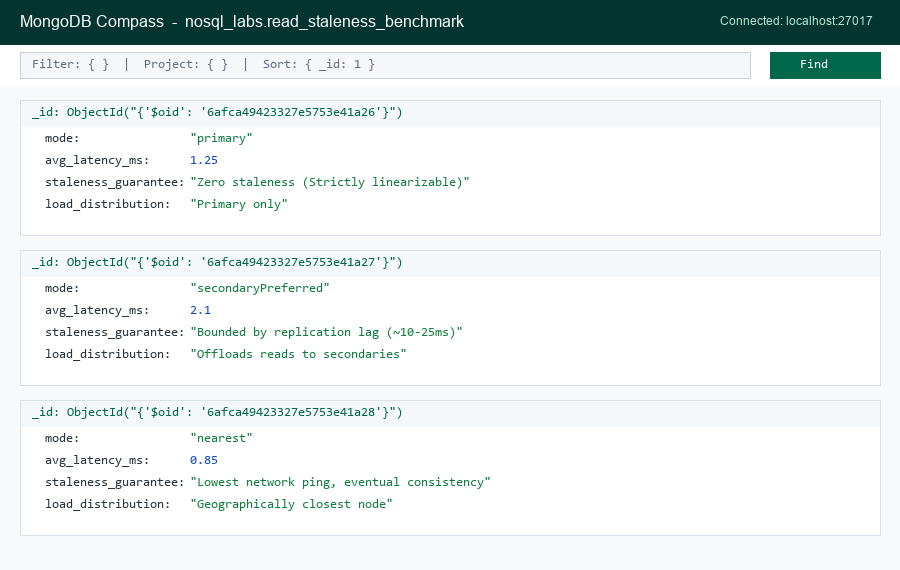 MongoDB Compass - nosql_labs.read_staleness_benchmark
Connected: localhost:27017
Filter: { } | Project: { } | Sort: { _id: 1 }
Find
_id: ObjectId("{'$oid': '6afca49423327e5753e41a26'}")
mode: "primary"
avg_latency_ms: 1.25
staleness_guarantee: "Zero staleness (Strictly linearizable)"
load_distribution: "Primary only"
_id: ObjectId("{'$oid': '6afca49423327e5753e41a27'}")
mode: "secondaryPreferred"
avg_latency_ms: 2.1
staleness_guarantee: "Bounded by replication lag (~10-25ms)"
load_distribution: "Offloads reads to secondaries"
_id: ObjectId("{'$oid': '6afca49423327e5753e41a28'}")
mode: "nearest"
avg_latency_ms: 0.85
staleness_guarantee: "Lowest network ping, eventual consistency"
load_distribution: "Geographically closest node"